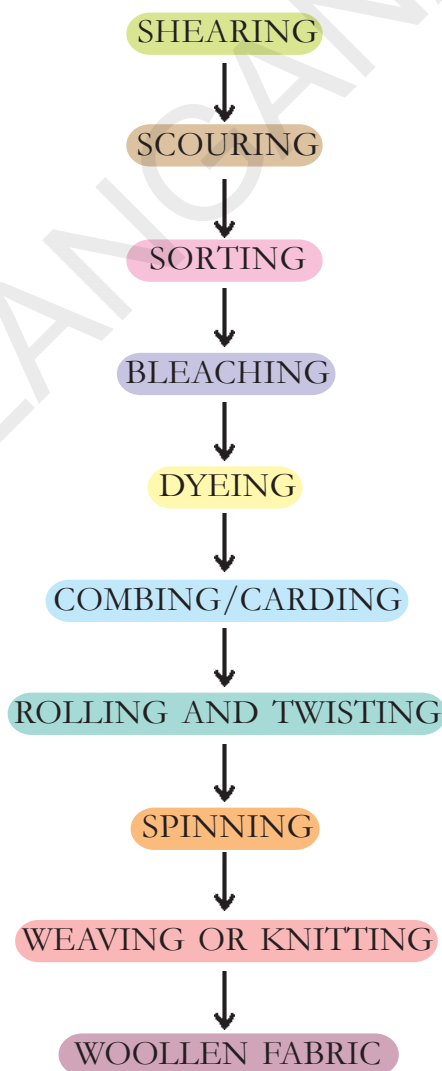 SHEARING
SCOURING
SORTING
BLEACHING
DYEING
COMBING/CARDING
ROLLING AND TWISTING
SPINNING
WEAVING OR KNITTING
WOOLLEN FABRIC